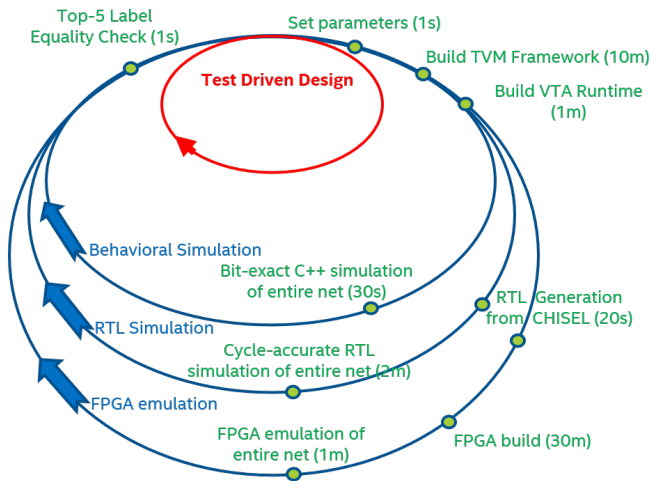 Top-5 Label
Equality Check (1s)
Set parameters (1s)
Build TVM Framework (10m)
Test Driven Design
Build VTA Runtime
(1m)
Behavioral Simulation
Bit-exact C++ simulation
of entire net (30s)
RTL Generation
from CHISEL (20s)
RTL Simulation
Cycle-accurate RTL
simulation of entire net (2m)
FPGA emulation
FPGA emulation of
entire net (1m)
FPGA build (30m)